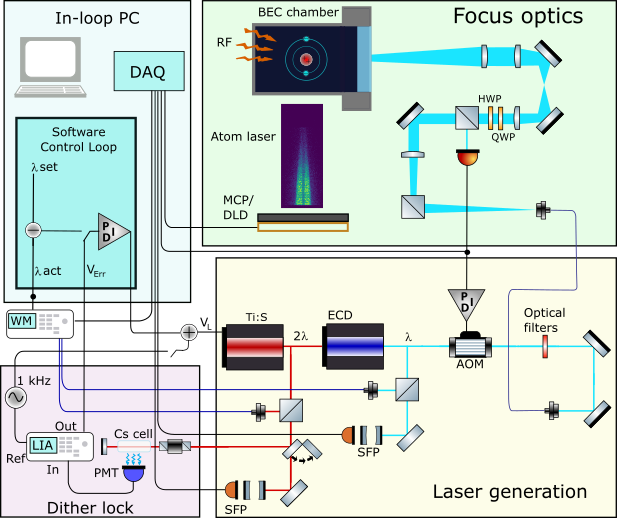 In-loop PC
DAQ
Software
Control Loop
λ set
λ act
P
I
D
V_Err
WM
BEC chamber
RF
Focus optics
HWP
QWP
Atom laser
MCP/
DLD
P
I
D
V_L
Ti:S
2λ
ECD
λ
AOM
Optical
filters
SFP
SFP
Laser generation
1 kHz
Out
LIA
Ref
In
Cs cell
PMT
Dither lock